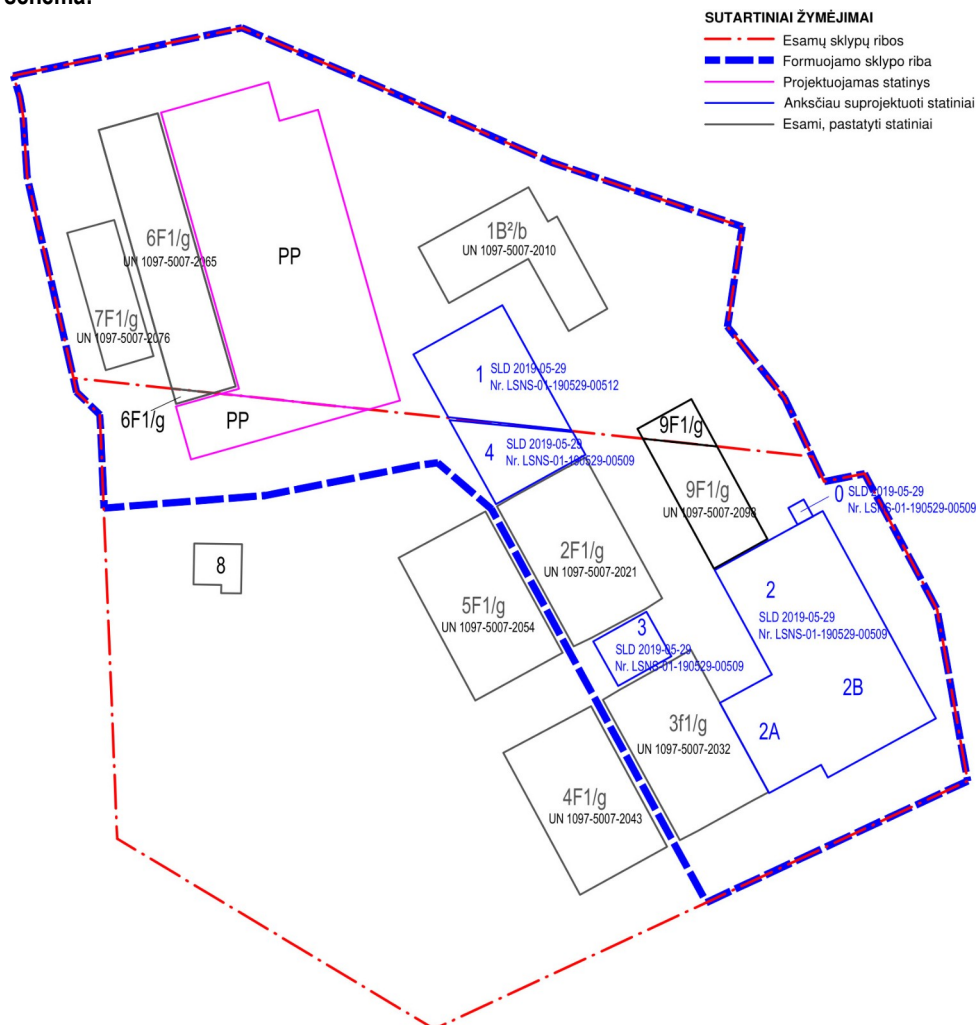 SUTARTINIAI ŽYMĖJIMAI
Esamų sklypų ribos
Formuojamo sklypo riba
Projektuojamas statinys
Anksčiau suprojektuoti statiniai
Esami, pastatyti statiniai
1B²/b
UN 1097-5007-2010
6F1/g
UN 1097-5007-2065
PP
7F1/g
UN 1097-5007-2076
1
SLD 2019-05-29
Nr. LSNS-01-190529-00512
6F1/g
PP
9F1/g
4
SLD 2019-05-29
Nr. LSNS-01-190529-00509
9F1/g
UN 1097-5007-2098
0
SLD 2019-05-29
Nr. LSNS-01-190529-00509
2F1/g
UN 1097-5007-2021
8
5F1/g
UN 1097-5007-2054
2
SLD 2019-05-29
Nr. LSNS-01-190529-00509
3
SLD 2019-05-29
Nr. LSNS-01-190529-00509
2B
3f1/g
UN 1097-5007-2032
2A
4F1/g
UN 1097-5007-2043